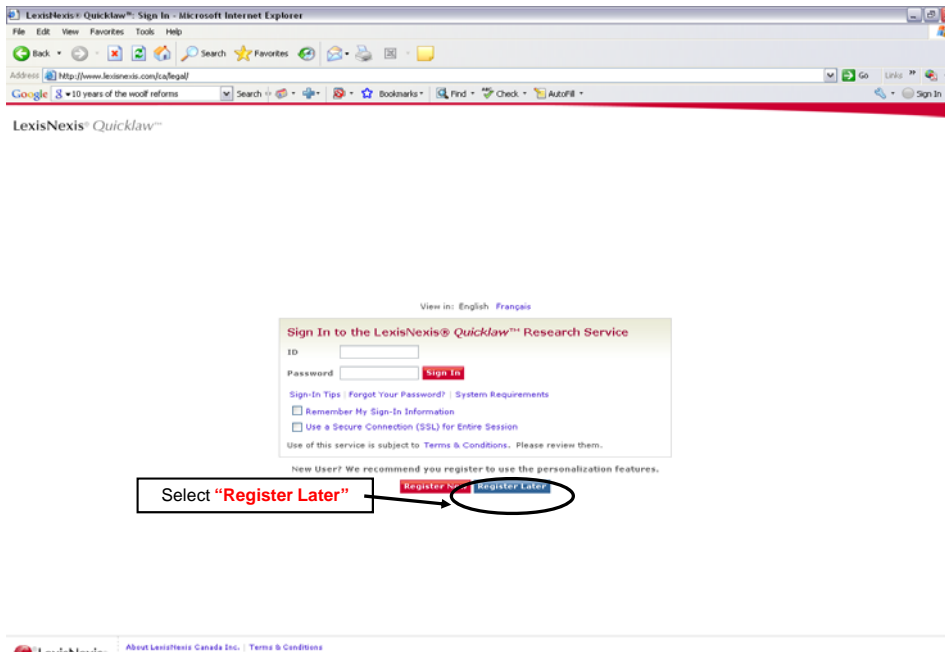 LexisNexis® Quicklaw™: Sign In - Microsoft Internet Explorer
File Edit View Favorites Tools Help
Back Search Favorites
Address http://www.lexisnexis.com/ca/legal/ Go Links »
Google 10 years of the woolf reforms Search Bookmarks Find Check AutoFill Sign In
LexisNexis® Quicklaw™
View in: English Français
Sign In to the LexisNexis® Quicklaw™ Research Service
ID
Password Sign In
Sign-In Tips | Forgot Your Password? | System Requirements
Remember My Sign-In Information
Use a Secure Connection (SSL) for Entire Session
Use of this service is subject to Terms & Conditions. Please review them.
New User? We recommend you register to use the personalization features.
Register Now Register Later
Select "Register Later"
LexisNexis® About LexisNexis Canada Inc. | Terms & Conditions